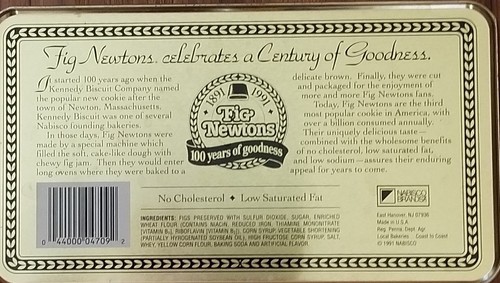 Fig Newtons celebrates a Century of Goodness.
It started 100 years ago when the
Kennedy Biscuit Company named
the popular new cookie after the
town of Newton, Massachusetts.
Kennedy Biscuit was one of several
Nabisco founding bakeries.
In those days, Fig Newtons were
made by a special machine which
filled the soft, cake-like dough with
chewy fig jam. Then they would enter
long ovens where they were baked to a
1891 1991
Fig
Newtons
100 years of goodness
delicate brown. Finally, they were cut
and packaged for the enjoyment of
more and more Fig Newtons fans.
Today, Fig Newtons are the third
most popular cookie in America, with
over a billion consumed annually.
Their uniquely delicious taste—
combined with the wholesome benefits
of no cholesterol, low saturated fat,
and low sodium—assures their enduring
appeal for years to come.
0 44000 04709 2
No Cholesterol ♦ Low Saturated Fat
INGREDIENTS: FIGS PRESERVED WITH SULFUR DIOXIDE, SUGAR, ENRICHED
WHEAT FLOUR (CONTAINS NIACIN, REDUCED IRON, THIAMINE MONONITRATE
[VITAMIN B1], RIBOFLAVIN [VITAMIN B2]), CORN SYRUP, VEGETABLE SHORTENING
(PARTIALLY HYDROGENATED SOYBEAN OIL), HIGH FRUCTOSE CORN SYRUP, SALT,
WHEY, YELLOW CORN FLOUR, BAKING SODA AND ARTIFICIAL FLAVOR.
NABISCO
BRANDS
East Hanover, NJ 07936
Made in U.S.A.
Reg. Penna. Dept. Agr.
Local Bakeries Coast to Coast
© 1991 NABISCO